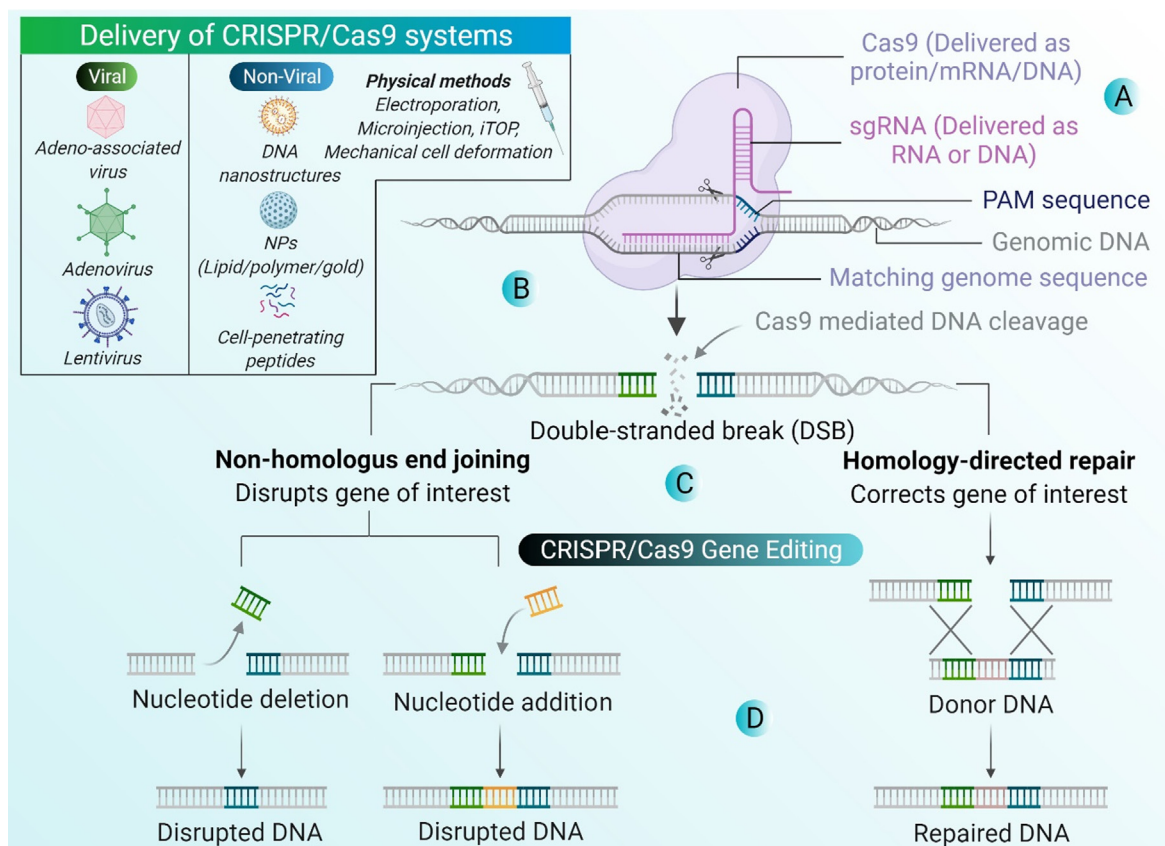 Delivery of CRISPR/Cas9 systems
Viral
Adeno-associated
virus
Adenovirus
Lentivirus
Non-Viral
DNA
nanostructures
NPs
(Lipid/polymer/gold)
Cell-penetrating
peptides
Physical methods
Electroporation,
Microinjection, iTOP,
Mechanical cell deformation
Cas9 (Delivered as
protein/mRNA/DNA)
A
sgRNA (Delivered as
RNA or DNA)
PAM sequence
Genomic DNA
Matching genome sequence
B
Cas9 mediated DNA cleavage
Double-stranded break (DSB)
Non-homologus end joining
Disrupts gene of interest
C
Homology-directed repair
Corrects gene of interest
CRISPR/Cas9 Gene Editing
Nucleotide deletion
Nucleotide addition
Donor DNA
D
Disrupted DNA
Disrupted DNA
Repaired DNA